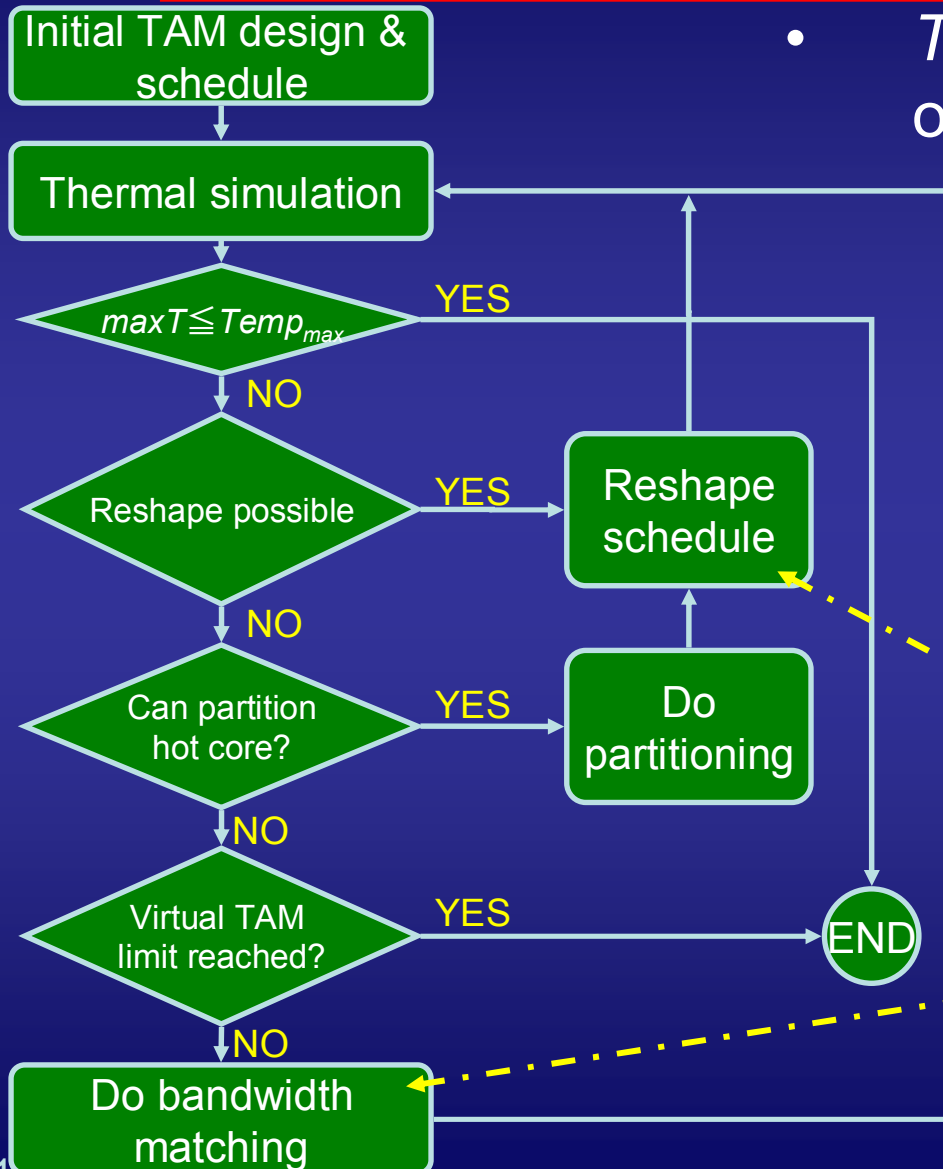 Initial TAM design &
schedule
•
Thermal simulation
maxT≦Temp_max
YES
NO
Reshape possible
YES
Reshape
schedule
NO
Can partition
hot core?
YES
Do
partitioning
NO
Virtual TAM
limit reached?
YES
END
NO
Do bandwidth
matching